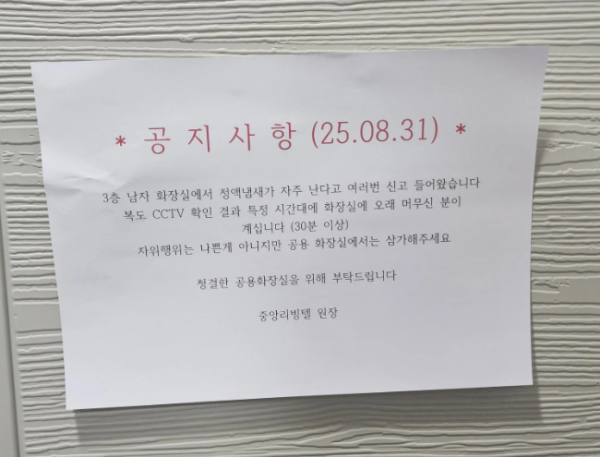 * 공 지 사 항 (25.08.31) *
3층 남자 화장실에서 정액냄새가 자주 난다고 여러번 신고 들어왔습니다
복도 CCTV 확인 결과 특정 시간대에 화장실에 오래 머무신 분이
계십니다 (30분 이상)
자위행위는 나쁜게 아니지만 공용 화장실에서는 삼가해주세요
청결한 공용화장실을 위해 부탁드립니다
중앙리빙텔 원장